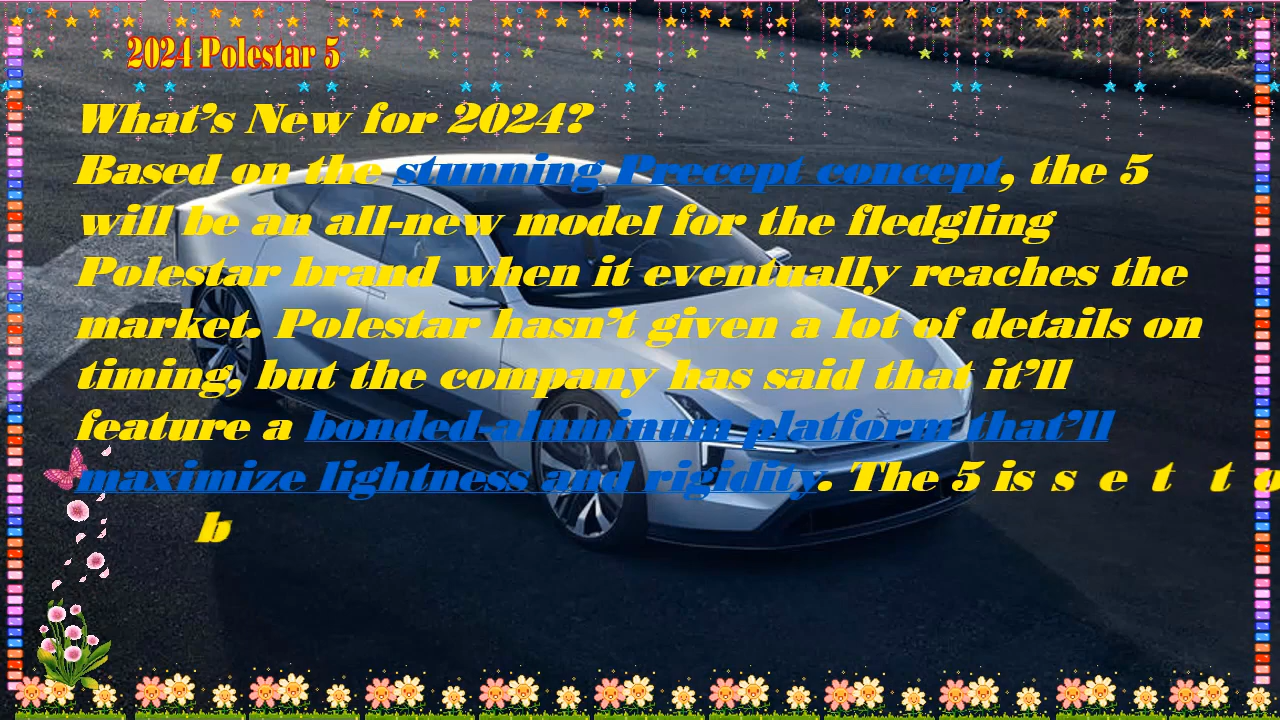 2024 Polestar 5
What’s New for 2024?
Based on the stunning Precept concept, the 5
will be an all-new model for the fledgling
Polestar brand when it eventually reaches the
market. Polestar hasn’t given a lot of details on
timing, but the company has said that it’ll
feature a bonded-aluminum platform that’ll
maximize lightness and rigidity. The 5 is s e t t o
b